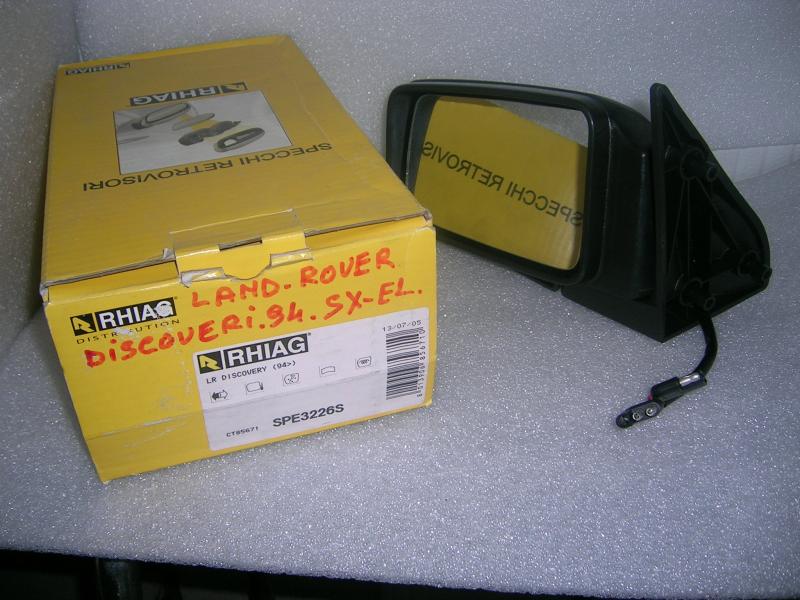 RHIAG
RHIAG
SPECCHI RETROVISORI
RHIAG
DISTRIBUTION
LAND-ROVER
DiSCOVERi.94.SX-EL.
13/07/05
RHIAG
LR DISCOVERY (94>)
CT85671
SPE3226S
SPECCHI RETROVIS